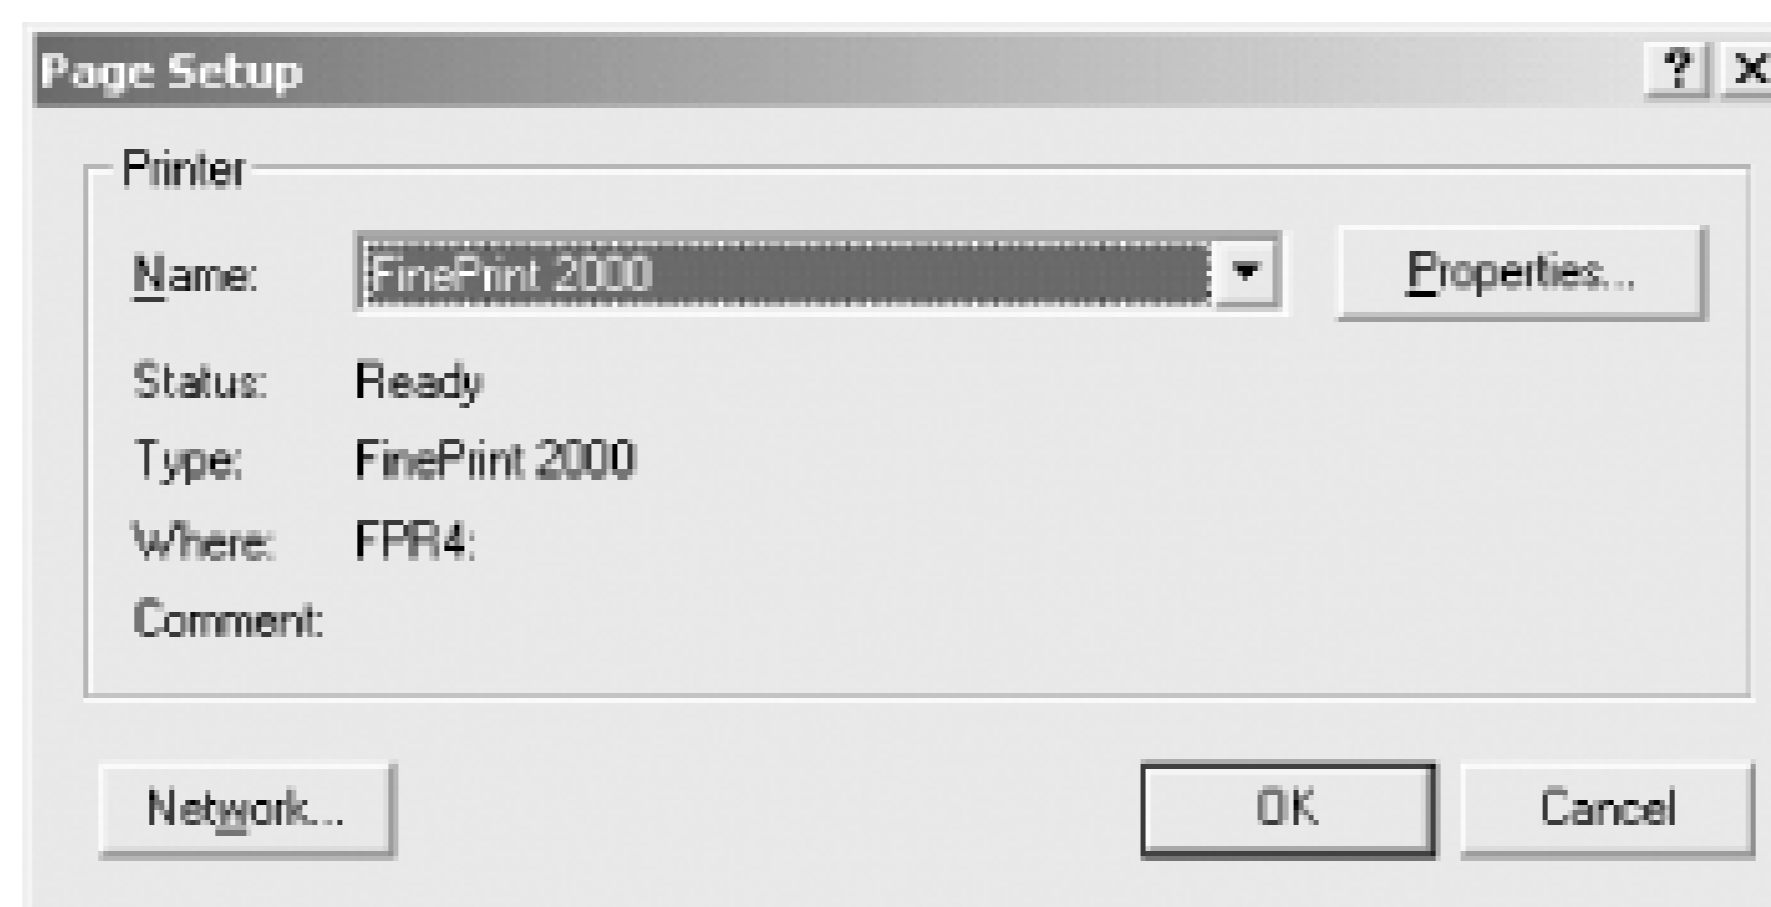 Page Setup ? X
Printer
Name: FinePrint 2000 Properties...
Status: Ready
Type: FinePrint 2000
Where: FPR4:
Comment:
Network... OK Cancel